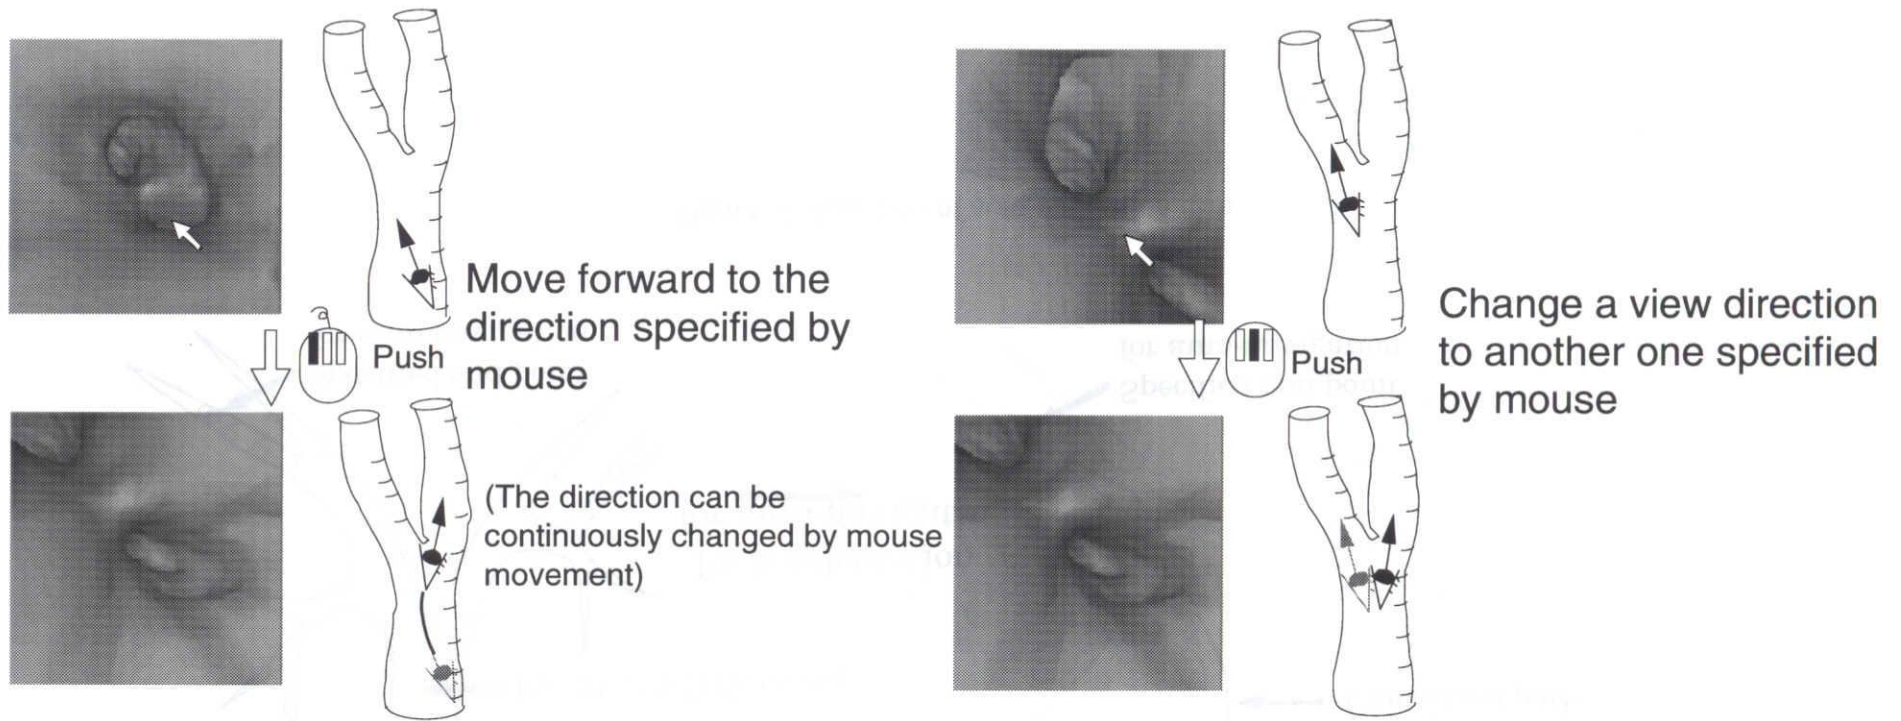 Move forward to the
direction specified by
mouse
Push
(The direction can be
continuously changed by mouse
movement)
Change a view direction
to another one specified
by mouse
Push